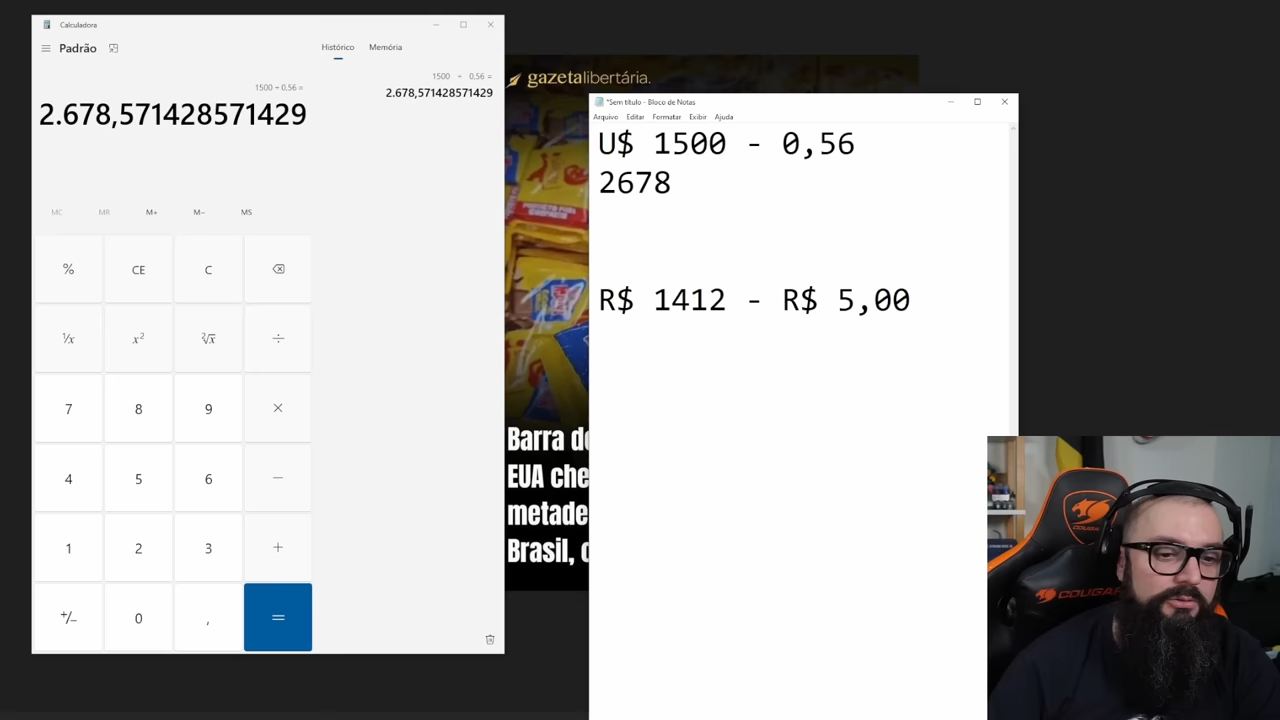 Calculadora
Padrão
Histórico Memória
1500 ÷ 0,56 =
2.678,571428571429
1500 ÷ 0,56 =
2.678,571428571429
MC MR M+ M− MS
% CE C
¹/x x² ²√x ÷
7 8 9 ×
4 5 6 −
1 2 3 +
+/− 0 , =
gazetalibertária.
*Sem título - Bloco de Notas
Arquivo Editar Formatar Exibir Ajuda
U$ 1500 - 0,56
2678
R$ 1412 - R$ 5,00
Barra d
EUA che
metade
Brasil,
COUGAR